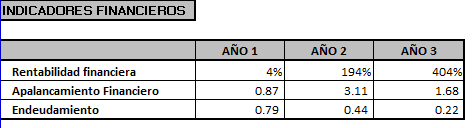 INDICADORES FINANCIEROS
AÑO 1 AÑO 2 AÑO 3
Rentabilidad financiera 4% 194% 404%
Apalancamiento Financiero 0.87 3.11 1.68
Endeudamiento 0.79 0.44 0.22